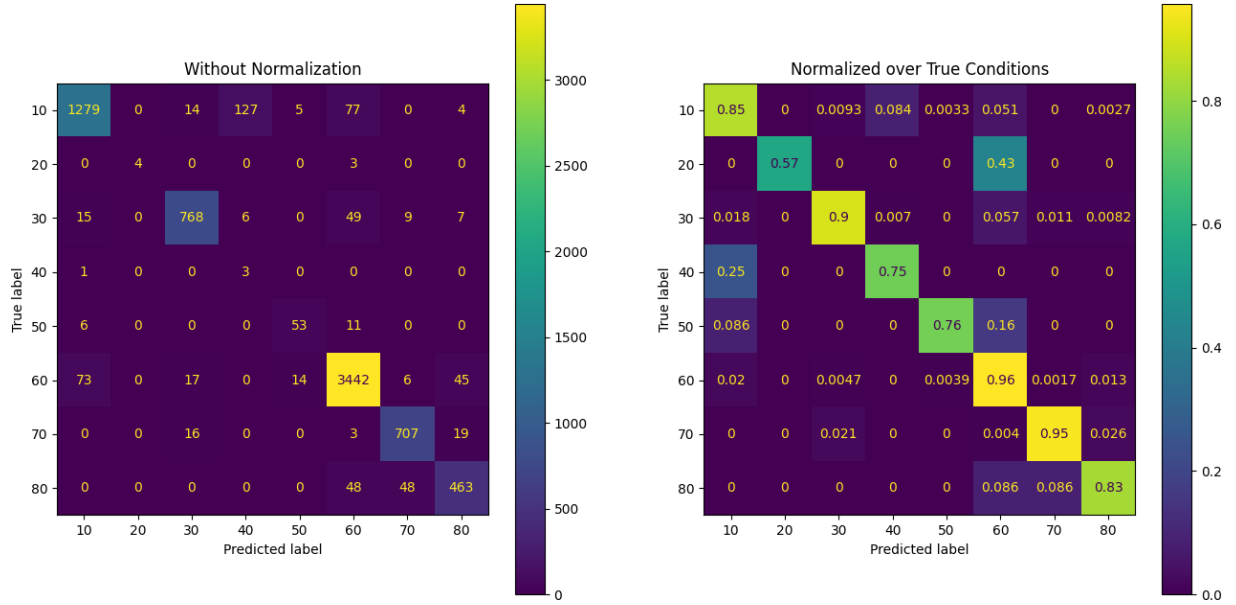 Without Normalization
10 1279 0 14 127 5 77 0 4
20 0 4 0 0 0 3 0 0
30 15 0 768 6 0 49 9 7
40 1 0 0 3 0 0 0 0
50 6 0 0 0 53 11 0 0
60 73 0 17 0 14 3442 6 45
70 0 0 16 0 0 3 707 19
80 0 0 0 0 0 48 48 463
10 20 30 40 50 60 70 80
Predicted label
True label
3000
2500
2000
1500
1000
500
0
Normalized over True Conditions
10 0.85 0 0.0093 0.084 0.0033 0.051 0 0.0027
20 0 0.57 0 0 0 0.43 0 0
30 0.018 0 0.9 0.007 0 0.057 0.011 0.0082
40 0.25 0 0 0.75 0 0 0 0
50 0.086 0 0 0 0.76 0.16 0 0
60 0.02 0 0.0047 0 0.0039 0.96 0.0017 0.013
70 0 0 0.021 0 0 0.004 0.95 0.026
80 0 0 0 0 0 0.086 0.086 0.83
10 20 30 40 50 60 70 80
Predicted label
True label
0.8
0.6
0.4
0.2
0.0